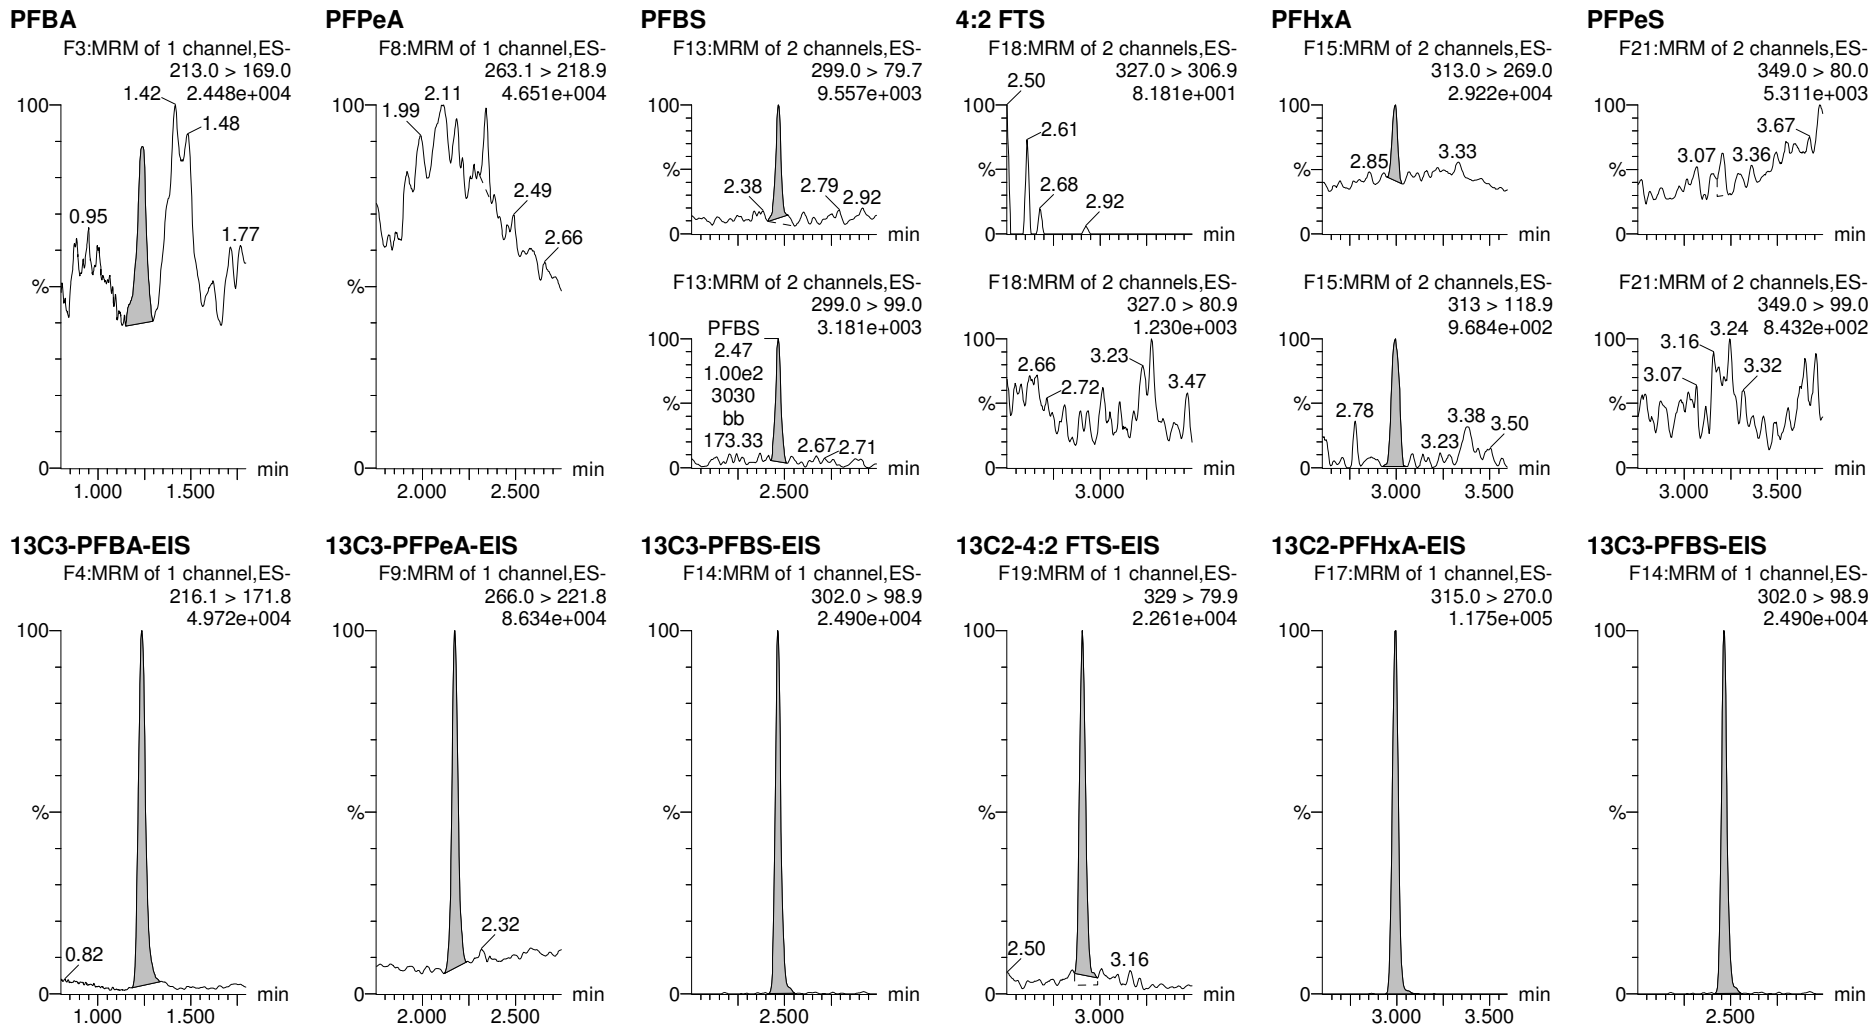 PFBA
F3:MRM of 1 channel,ES-
213.0 > 169.0
2.448e+004
100
1.42
1.48
0.95
1.77
%
0
min
1.000 1.500
PFPeA
F8:MRM of 1 channel,ES-
263.1 > 218.9
4.651e+004
100
1.99
2.11
2.49
2.66
%
0
min
2.000 2.500
PFBS
F13:MRM of 2 channels,ES-
299.0 > 79.7
9.557e+003
100
%
2.38
2.79
2.92
0
min
F13:MRM of 2 channels,ES-
299.0 > 99.0
3.181e+003
100
PFBS
2.47
1.00e2
3030
bb
173.33
%
2.67
2.71
0
min
2.500
4:2 FTS
F18:MRM of 2 channels,ES-
327.0 > 306.9
8.181e+001
2.50
100
2.61
%
2.68
2.92
0
min
F18:MRM of 2 channels,ES-
327.0 > 80.9
1.230e+003
100
2.66
2.72
3.23
3.47
%
0
min
3.000
PFHxA
F15:MRM of 2 channels,ES-
313.0 > 269.0
2.922e+004
100
2.85
3.33
%
0
min
F15:MRM of 2 channels,ES-
313 > 118.9
9.684e+002
100
%
2.78
3.23
3.38
3.50
0
min
3.000 3.500
PFPeS
F21:MRM of 2 channels,ES-
349.0 > 80.0
5.311e+003
100
3.07
3.36
3.67
%
0
min
F21:MRM of 2 channels,ES-
349.0 > 99.0
8.432e+002
100
3.07
3.16
3.24
3.32
%
0
min
3.000 3.500
13C3-PFBA-EIS
F4:MRM of 1 channel,ES-
216.1 > 171.8
4.972e+004
100
%
0.82
0
min
1.000 1.500
13C3-PFPeA-EIS
F9:MRM of 1 channel,ES-
266.0 > 221.8
8.634e+004
100
%
2.32
0
min
2.000 2.500
13C3-PFBS-EIS
F14:MRM of 1 channel,ES-
302.0 > 98.9
2.490e+004
100
%
0
min
2.500
13C2-4:2 FTS-EIS
F19:MRM of 1 channel,ES-
329 > 79.9
2.261e+004
100
%
2.50
3.16
0
min
3.000
13C2-PFHxA-EIS
F17:MRM of 1 channel,ES-
315.0 > 270.0
1.175e+005
100
%
0
min
3.000 3.500
13C3-PFBS-EIS
F14:MRM of 1 channel,ES-
302.0 > 98.9
2.490e+004
100
%
0
min
2.500